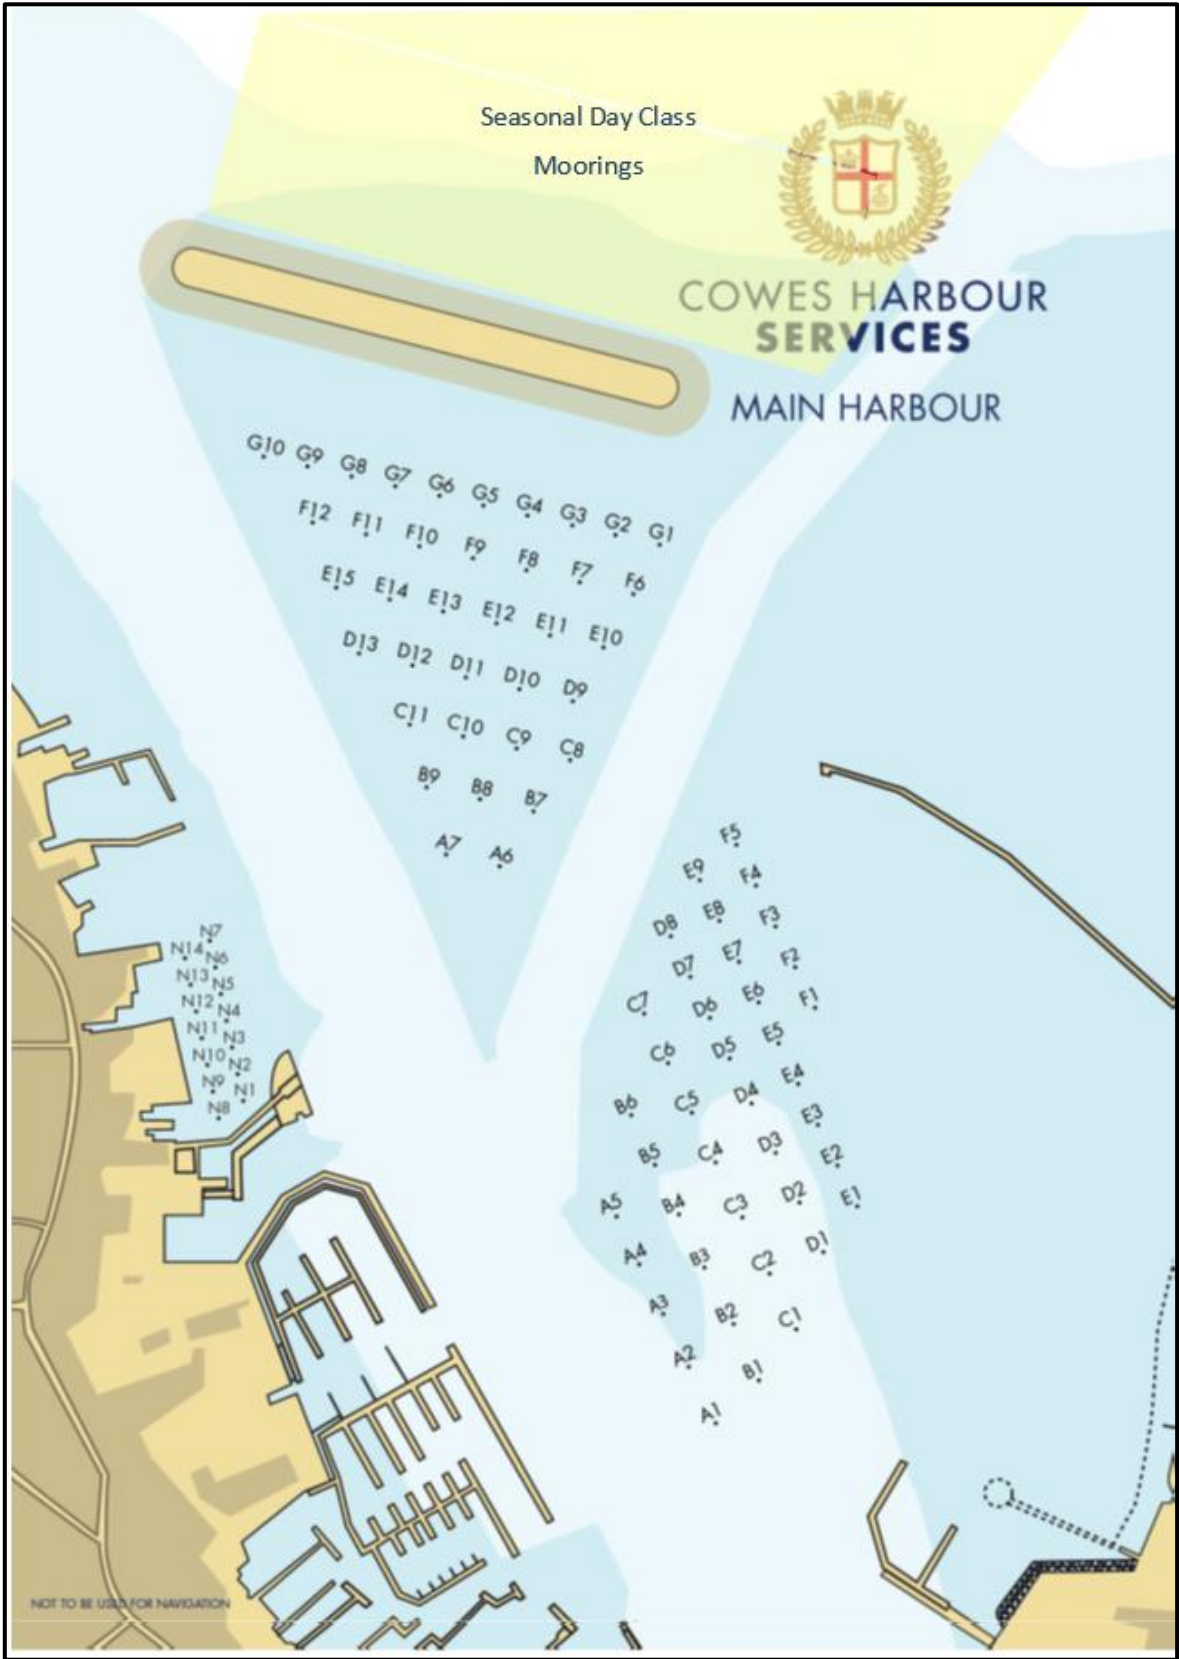 Seasonal Day Class
Moorings
COWES HARBOUR
SERVICES
MAIN HARBOUR
G10 G9 G8 G7 G6 G5 G4 G3 G2 G1
F12 F11 F10 F9 F8 F7 F6
E15 E14 E13 E12 E11 E10
D13 D12 D11 D10 D9
C11 C10 C9 C8
B9 B8 B7
A7 A6
F5
E9 F4
D8 E8 F3
D7 E7 F2
C7 D6 E6 F1
C6 D5 E5
B6 C5 D4 E4
B5 C4 D3 E3
A5 B4 C3 D2 E2
A4 B3 C2 D1 E1
A3 B2 C1
A2 B1
A1
N7
N14 N6
N13 N5
N12 N4
N11 N3
N10 N2
N9 N1
N8
NOT TO BE USED FOR NAVIGATION